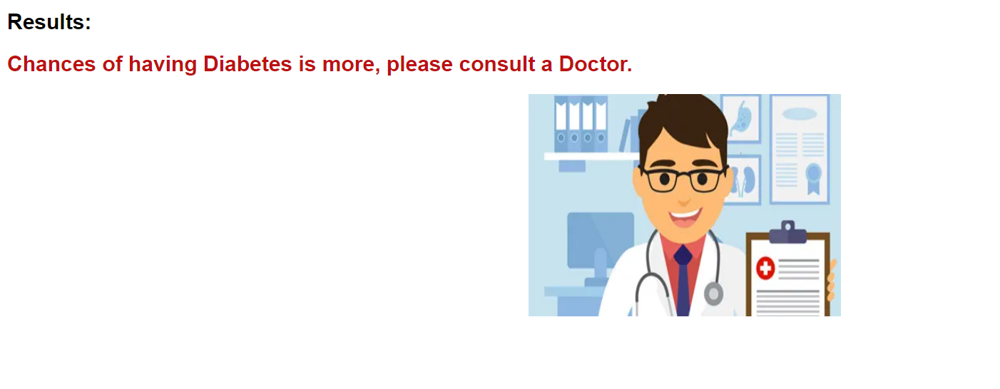 Results:
Chances of having Diabetes is more, please consult a Doctor.